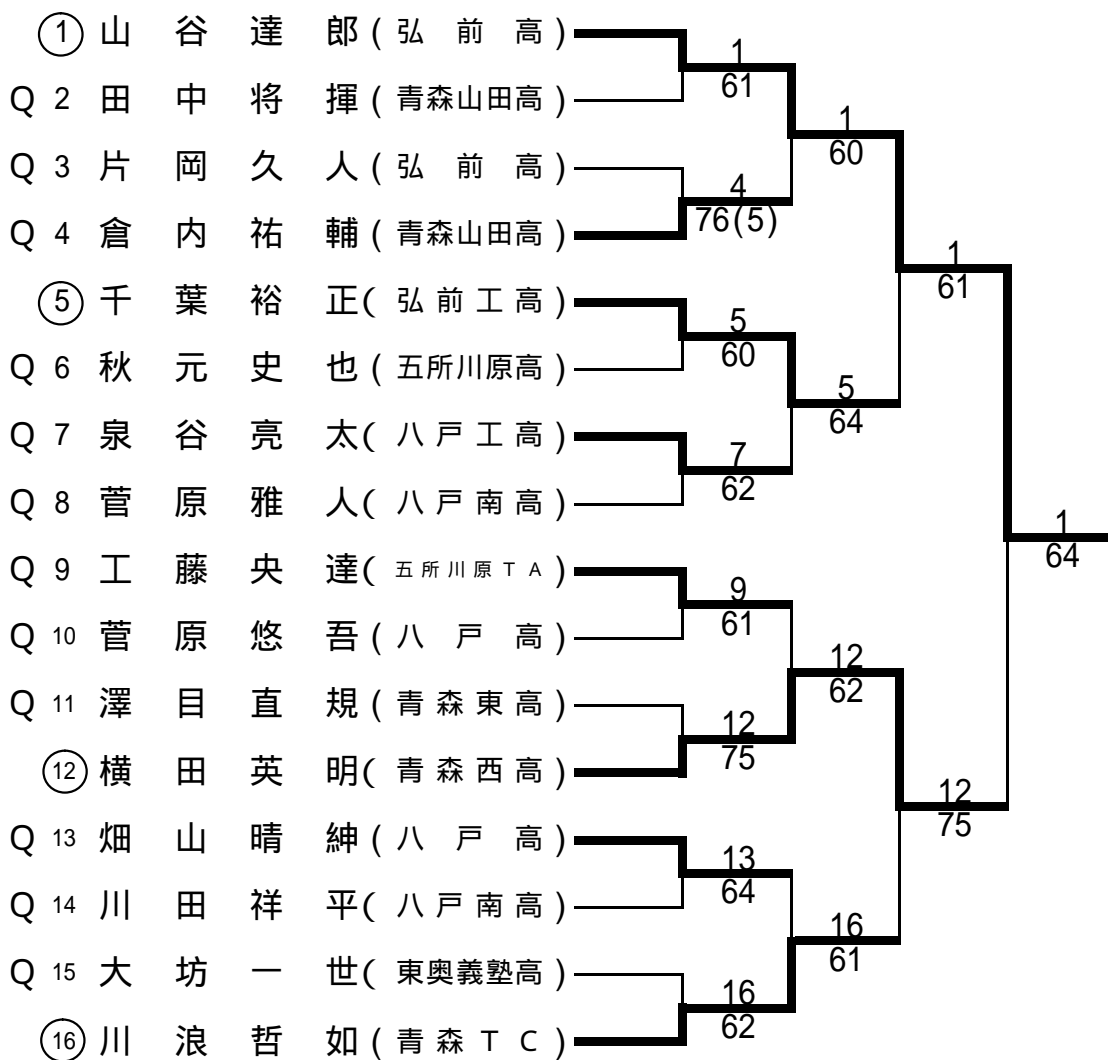 ① 山谷達郎(弘前高)
Q 2 田中将揮(青森山田高)
Q 3 片岡久人(弘前高)
Q 4 倉内祐輔(青森山田高)
⑤ 千葉裕正(弘前工高)
Q 6 秋元史也(五所川原高)
Q 7 泉谷亮太(八戸工高)
Q 8 菅原雅人(八戸南高)
Q 9 工藤央達(五所川原TA)
Q 10 菅原悠吾(八戸高)
Q 11 澤目直規(青森東高)
⑫ 横田英明(青森西高)
Q 13 畑山晴紳(八戸高)
Q 14 川田祥平(八戸南高)
Q 15 大坊一世(東奥義塾高)
⑯ 川浪哲如(青森TC)
1
61
4
76(5)
5
60
7
62
9
61
12
75
13
64
16
62
1
60
5
64
12
62
16
61
1
61
12
75
1
64